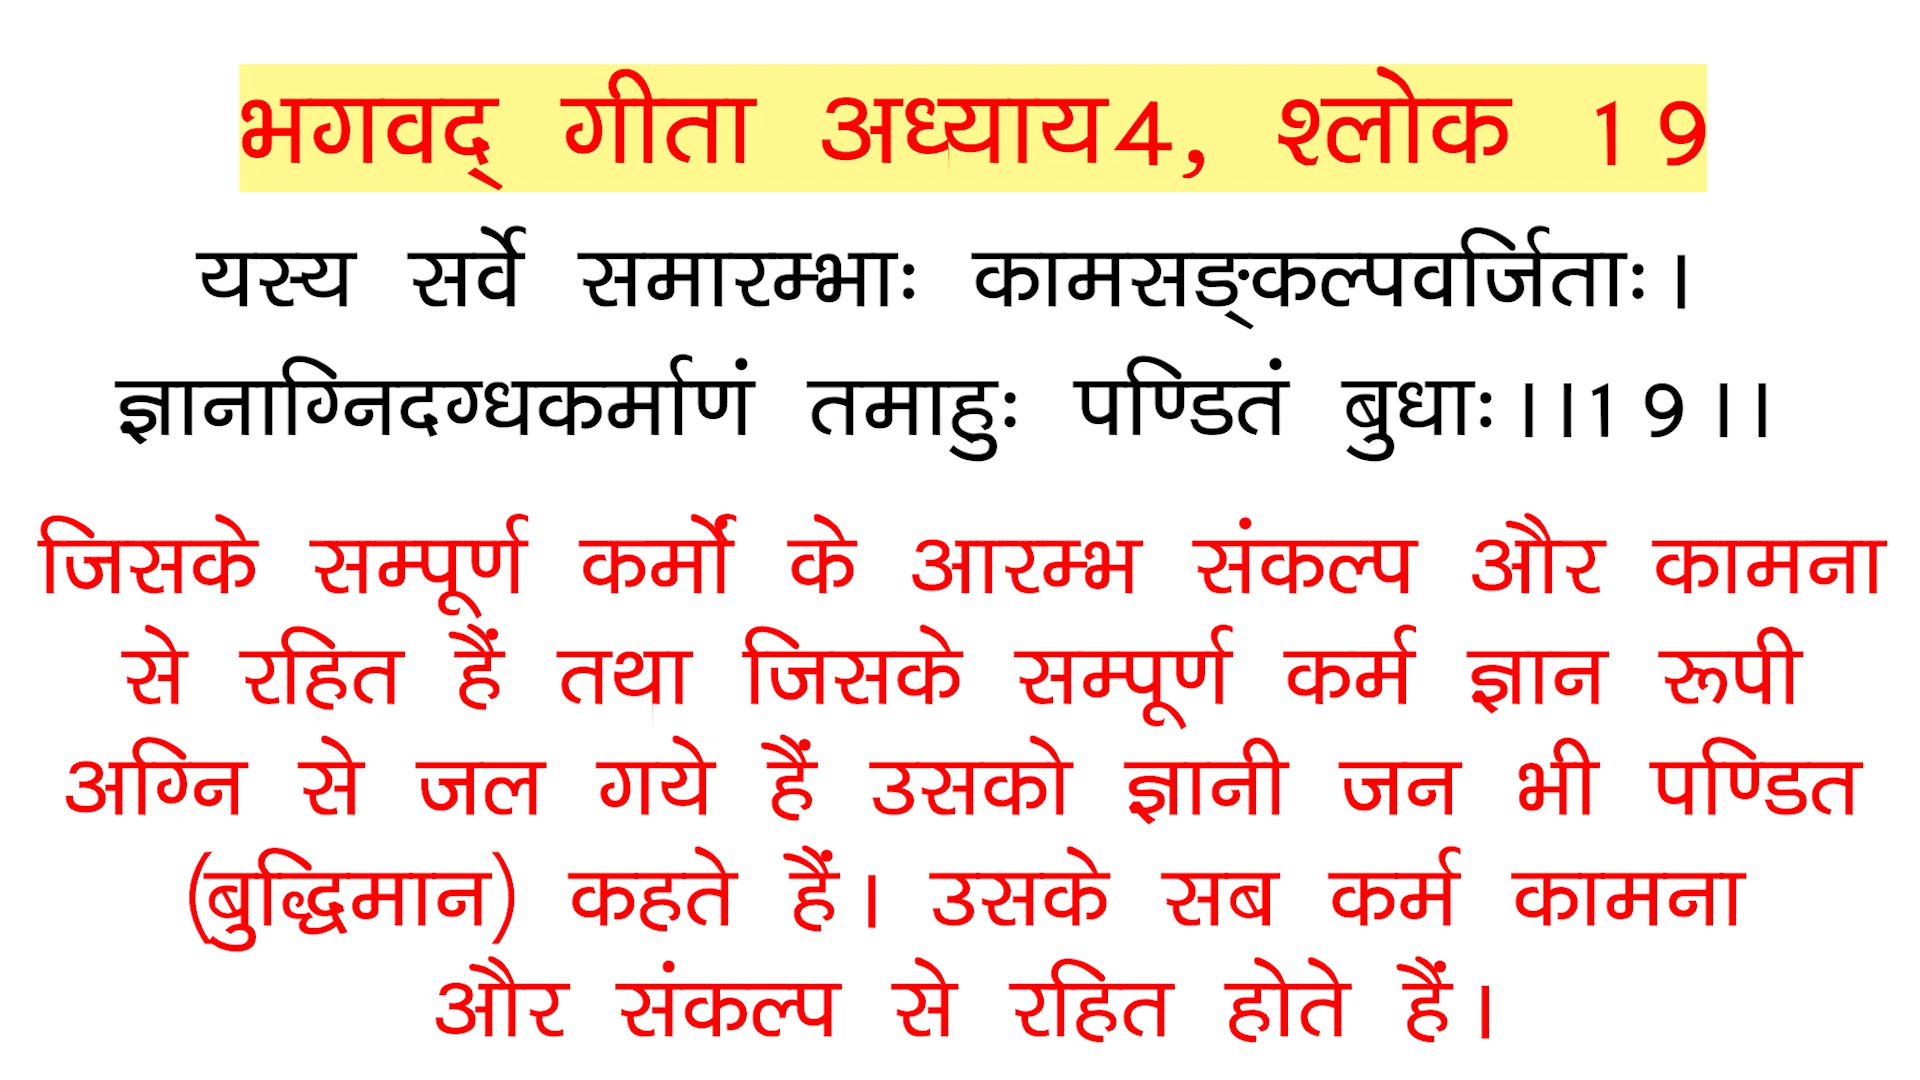 भगवद् गीता अध्याय4, श्लोक 19
यस्य सर्वे समारम्भाः कामसङ्कल्पवर्जिताः।
ज्ञानाग्निदग्धकर्माणं तमाहुः पण्डितं बुधाः।।19।।
जिसके सम्पूर्ण कर्मों के आरम्भ संकल्प और कामना
से रहित हैं तथा जिसके सम्पूर्ण कर्म ज्ञान रूपी
अग्नि से जल गये हैं उसको ज्ञानी जन भी पण्डित
(बुद्धिमान) कहते हैं। उसके सब कर्म कामना
और संकल्प से रहित होते हैं।